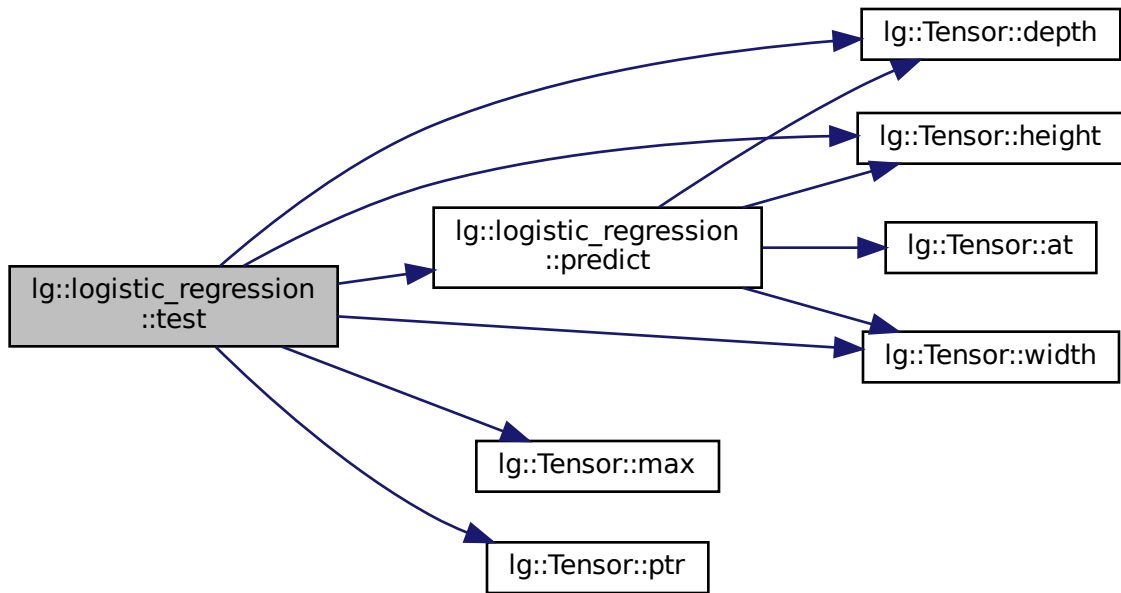 lg::Tensor::depth
lg::Tensor::height
lg::logistic_regression
::predict
lg::Tensor::at
lg::logistic_regression
::test
lg::Tensor::width
lg::Tensor::max
lg::Tensor::ptr